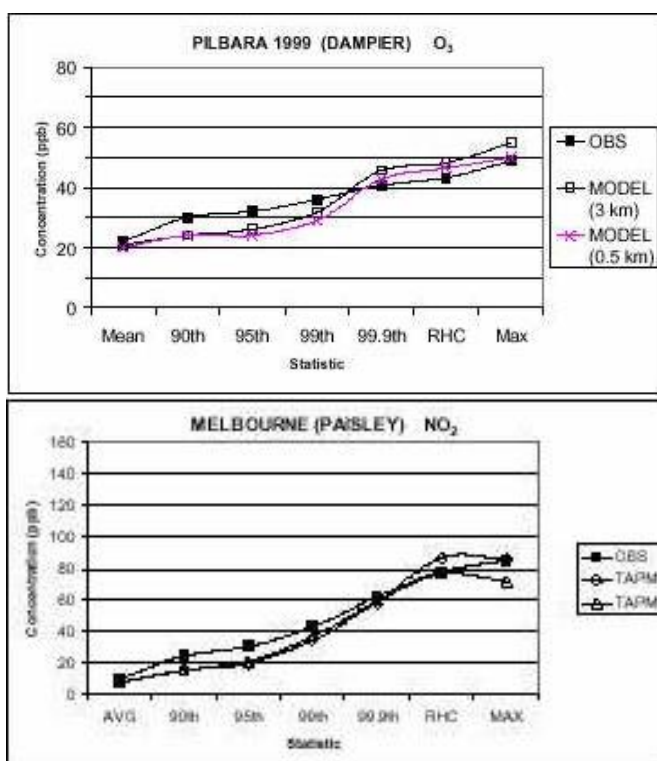 PILBARA 1999 (DAMPIER) O₃
80
60
40
20
0
Concentration (ppb)
Mean 90th 95th 99th 99.9th RHC Max
Statistic
OBS
MODEL
(3 km)
MODEL
(0.5 km)
MELBOURNE (PAISLEY) NO₂
160
140
120
100
80
60
40
20
0
Concentration (ppb)
AVG 90th 95th 99th 99.9th RHC MAX
Statistic
OBS
TAPM
TAPM